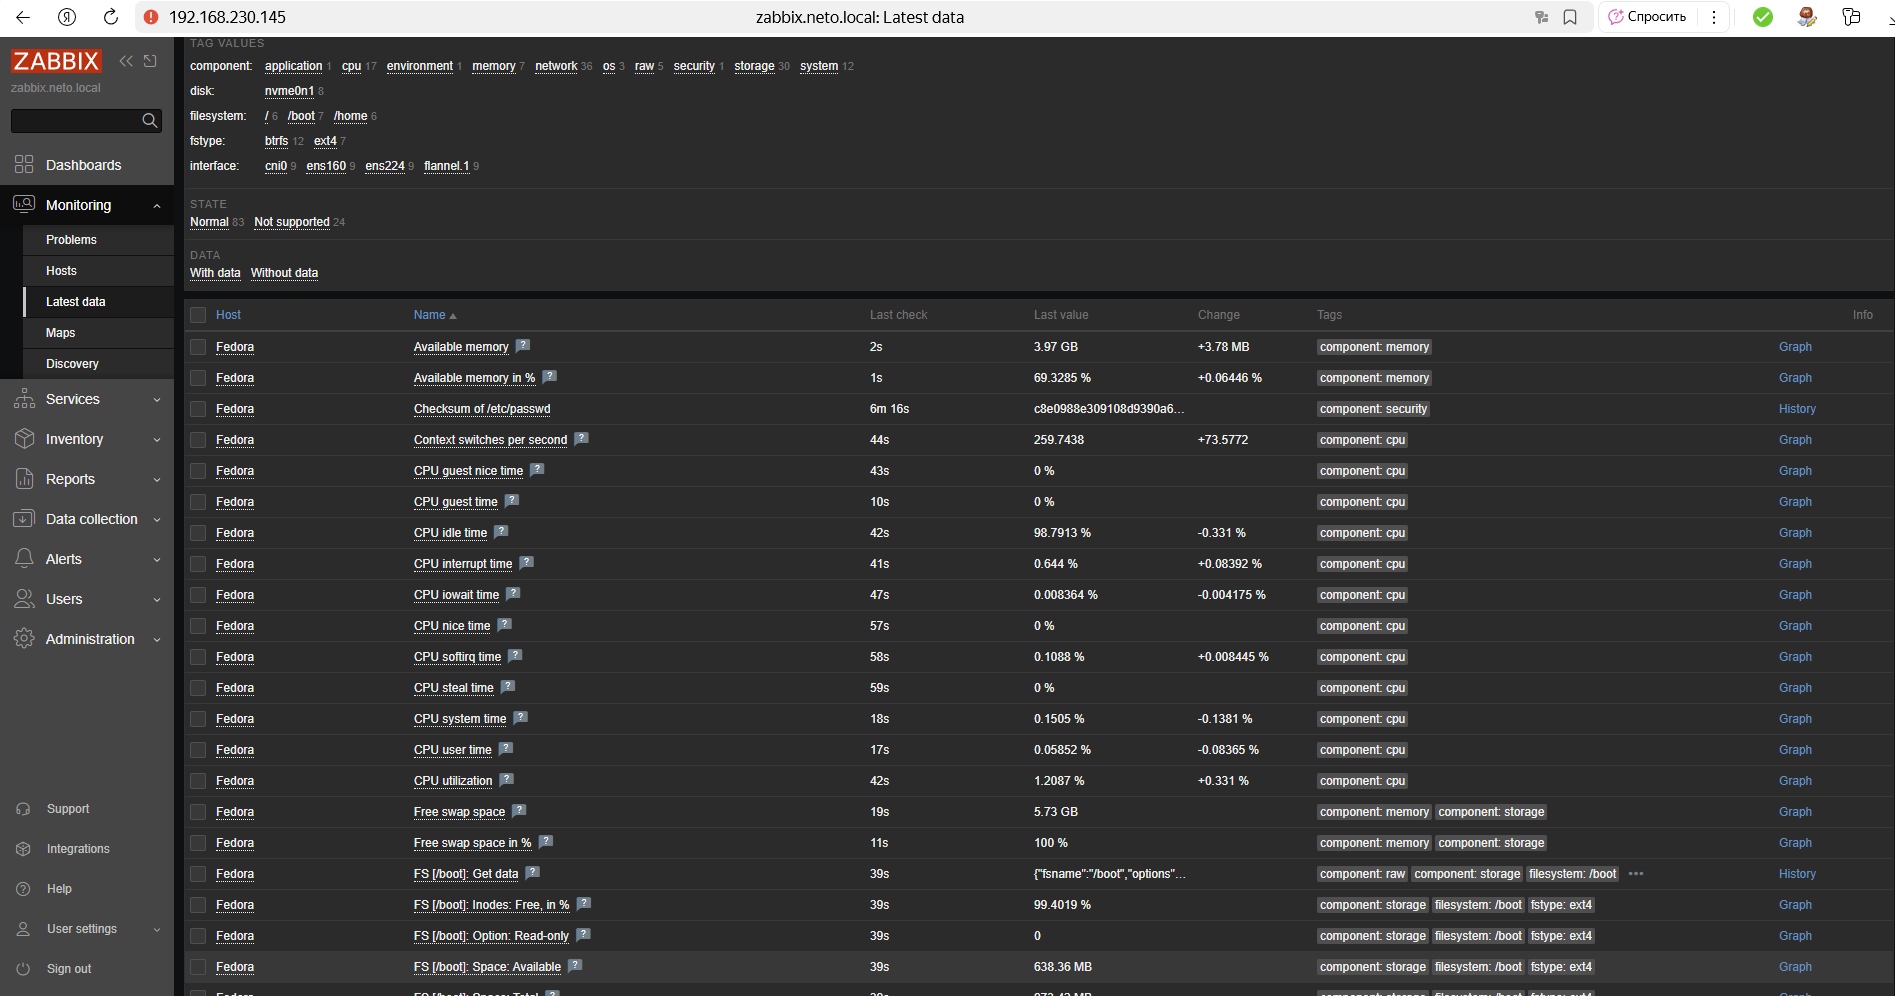 192.168.230.145 zabbix.neto.local: Latest data Спросить
ZABBIX
zabbix.neto.local
Dashboards
Monitoring
Problems
Hosts
Latest data
Maps
Discovery
Services
Inventory
Reports
Data collection
Alerts
Users
Administration
Support
Integrations
Help
User settings
Sign out
TAG VALUES
component: application 1 cpu 17 environment 1 memory 7 network 36 os 3 raw 5 security 1 storage 30 system 12
disk: nvme0n1 8
filesystem: / 6 /boot 7 /home 6
fstype: btrfs 12 ext4 7
interface: cni0 9 ens160 9 ens224 9 flannel.1 9
STATE
Normal 83 Not supported 24
DATA
With data Without data
Host Name Last check Last value Change Tags Info
Fedora Available memory ? 2s 3.97 GB +3.78 MB component: memory Graph
Fedora Available memory in % ? 1s 69.3285 % +0.06446 % component: memory Graph
Fedora Checksum of /etc/passwd 6m 16s c8e0988e309108d9390a6... component: security History
Fedora Context switches per second ? 44s 259.7438 +73.5772 component: cpu Graph
Fedora CPU guest nice time ? 43s 0 % component: cpu Graph
Fedora CPU guest time ? 10s 0 % component: cpu Graph
Fedora CPU idle time ? 42s 98.7913 % -0.331 % component: cpu Graph
Fedora CPU interrupt time ? 41s 0.644 % +0.08392 % component: cpu Graph
Fedora CPU iowait time ? 47s 0.008364 % -0.004175 % component: cpu Graph
Fedora CPU nice time ? 57s 0 % component: cpu Graph
Fedora CPU softirq time ? 58s 0.1088 % +0.008445 % component: cpu Graph
Fedora CPU steal time ? 59s 0 % component: cpu Graph
Fedora CPU system time ? 18s 0.1505 % -0.1381 % component: cpu Graph
Fedora CPU user time ? 17s 0.05852 % -0.08365 % component: cpu Graph
Fedora CPU utilization ? 42s 1.2087 % +0.331 % component: cpu Graph
Fedora Free swap space ? 19s 5.73 GB component: memory component: storage Graph
Fedora Free swap space in % ? 11s 100 % component: memory component: storage Graph
Fedora FS [/boot]: Get data ? 39s {"fsname":"/boot","options"... component: raw component: storage filesystem: /boot ••• History
Fedora FS [/boot]: Inodes: Free, in % ? 39s 99.4019 % component: storage filesystem: /boot fstype: ext4 Graph
Fedora FS [/boot]: Option: Read-only ? 39s 0 component: storage filesystem: /boot fstype: ext4 Graph
Fedora FS [/boot]: Space: Available ? 39s 638.36 MB component: storage filesystem: /boot fstype: ext4 Graph